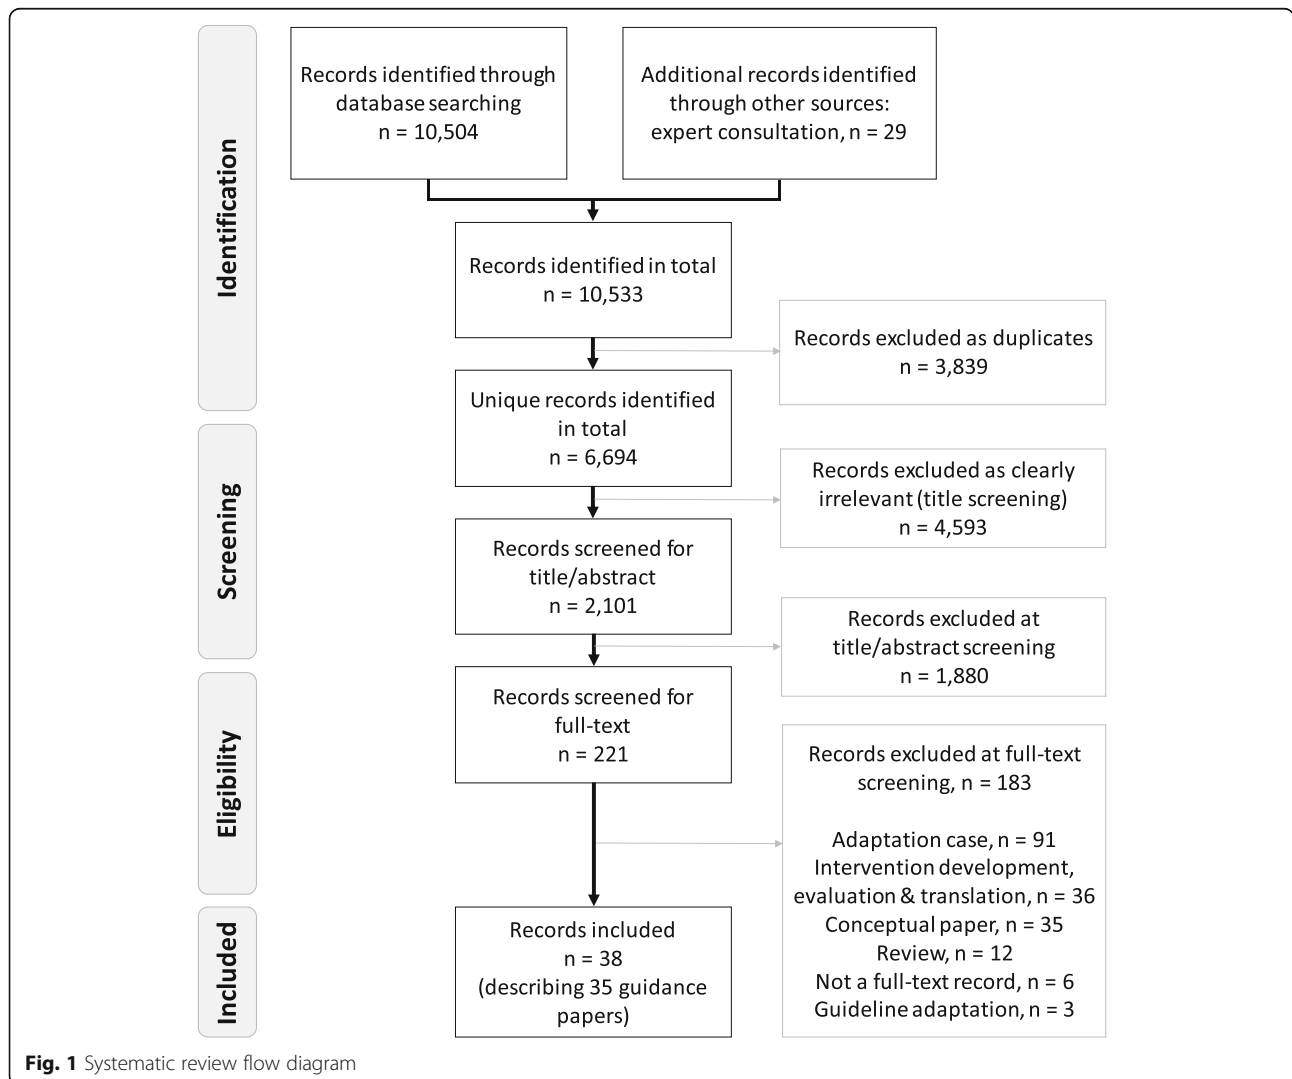 Identification
Records identified through
database searching
n = 10,504
Additional records identified
through other sources:
expert consultation, n = 29
Records identified in total
n = 10,533
Records excluded as duplicates
n = 3,839
Unique records identified
in total
n = 6,694
Screening
Records excluded as clearly
irrelevant (title screening)
n = 4,593
Records screened for
title/abstract
n = 2,101
Records excluded at
title/abstract screening
n = 1,880
Eligibility
Records screened for
full-text
n = 221
Records excluded at full-text
screening, n = 183
Adaptation case, n = 91
Intervention development,
evaluation & translation, n = 36
Conceptual paper, n = 35
Review, n = 12
Not a full-text record, n = 6
Guideline adaptation, n = 3
Included
Records included
n = 38
(describing 35 guidance
papers)
Fig. 1 Systematic review flow diagram